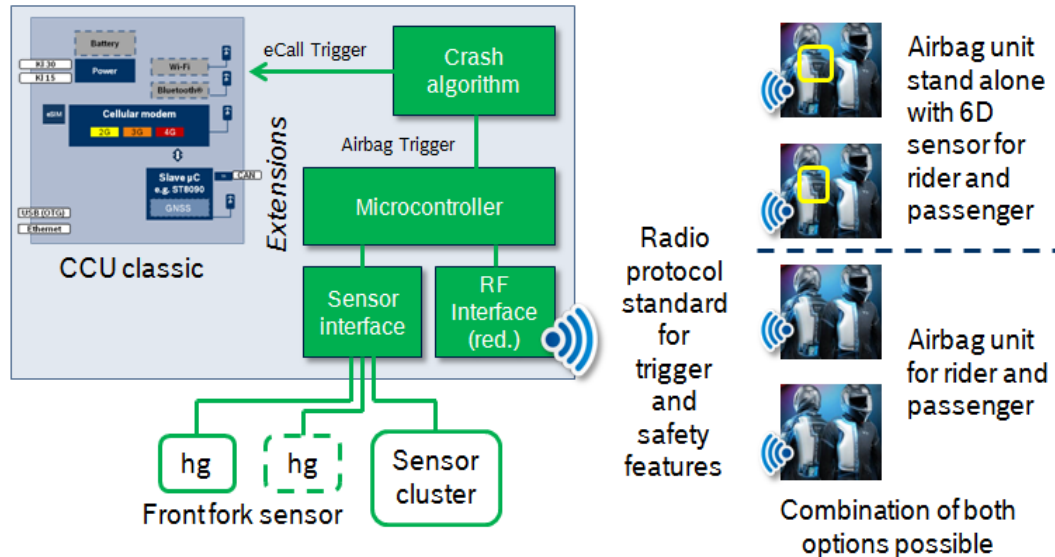 Battery
Kl 30
Kl 15
Power
Wi-Fi
Bluetooth®
eSIM
Cellular modem
2G
3G
4G
Slave µC
e.g. ST8090
CAN
GNSS
USB (OTG)
Ethernet
CCU classic
Extensions
eCall Trigger
Crash
algorithm
Airbag Trigger
Microcontroller
Sensor
interface
RF
Interface
(red.)
hg
hg
Sensor
cluster
Front fork sensor
Radio
protocol
standard
for
trigger
and
safety
features
Airbag unit
stand alone
with 6D
sensor for
rider and
passenger
Airbag unit
for rider and
passenger
Combination of both
options possible